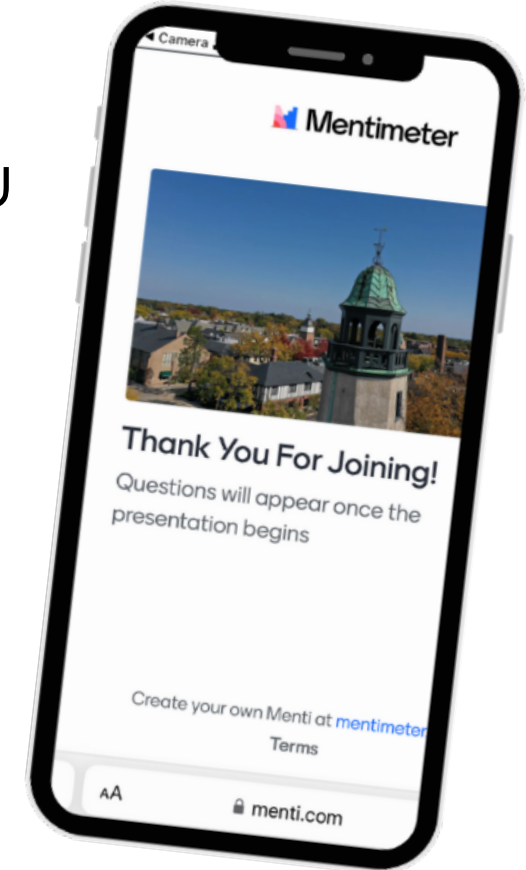 Camera
Mentimeter
Thank You For Joining!
Questions will appear once the
presentation begins
Create your own Menti at mentimeter
Terms
AA
menti.com